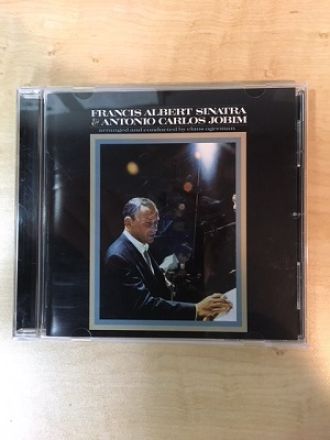 FRANCIS ALBERT SINATRA
& ANTONIO CARLOS JOBIM
arranged and conducted by claus ogerman